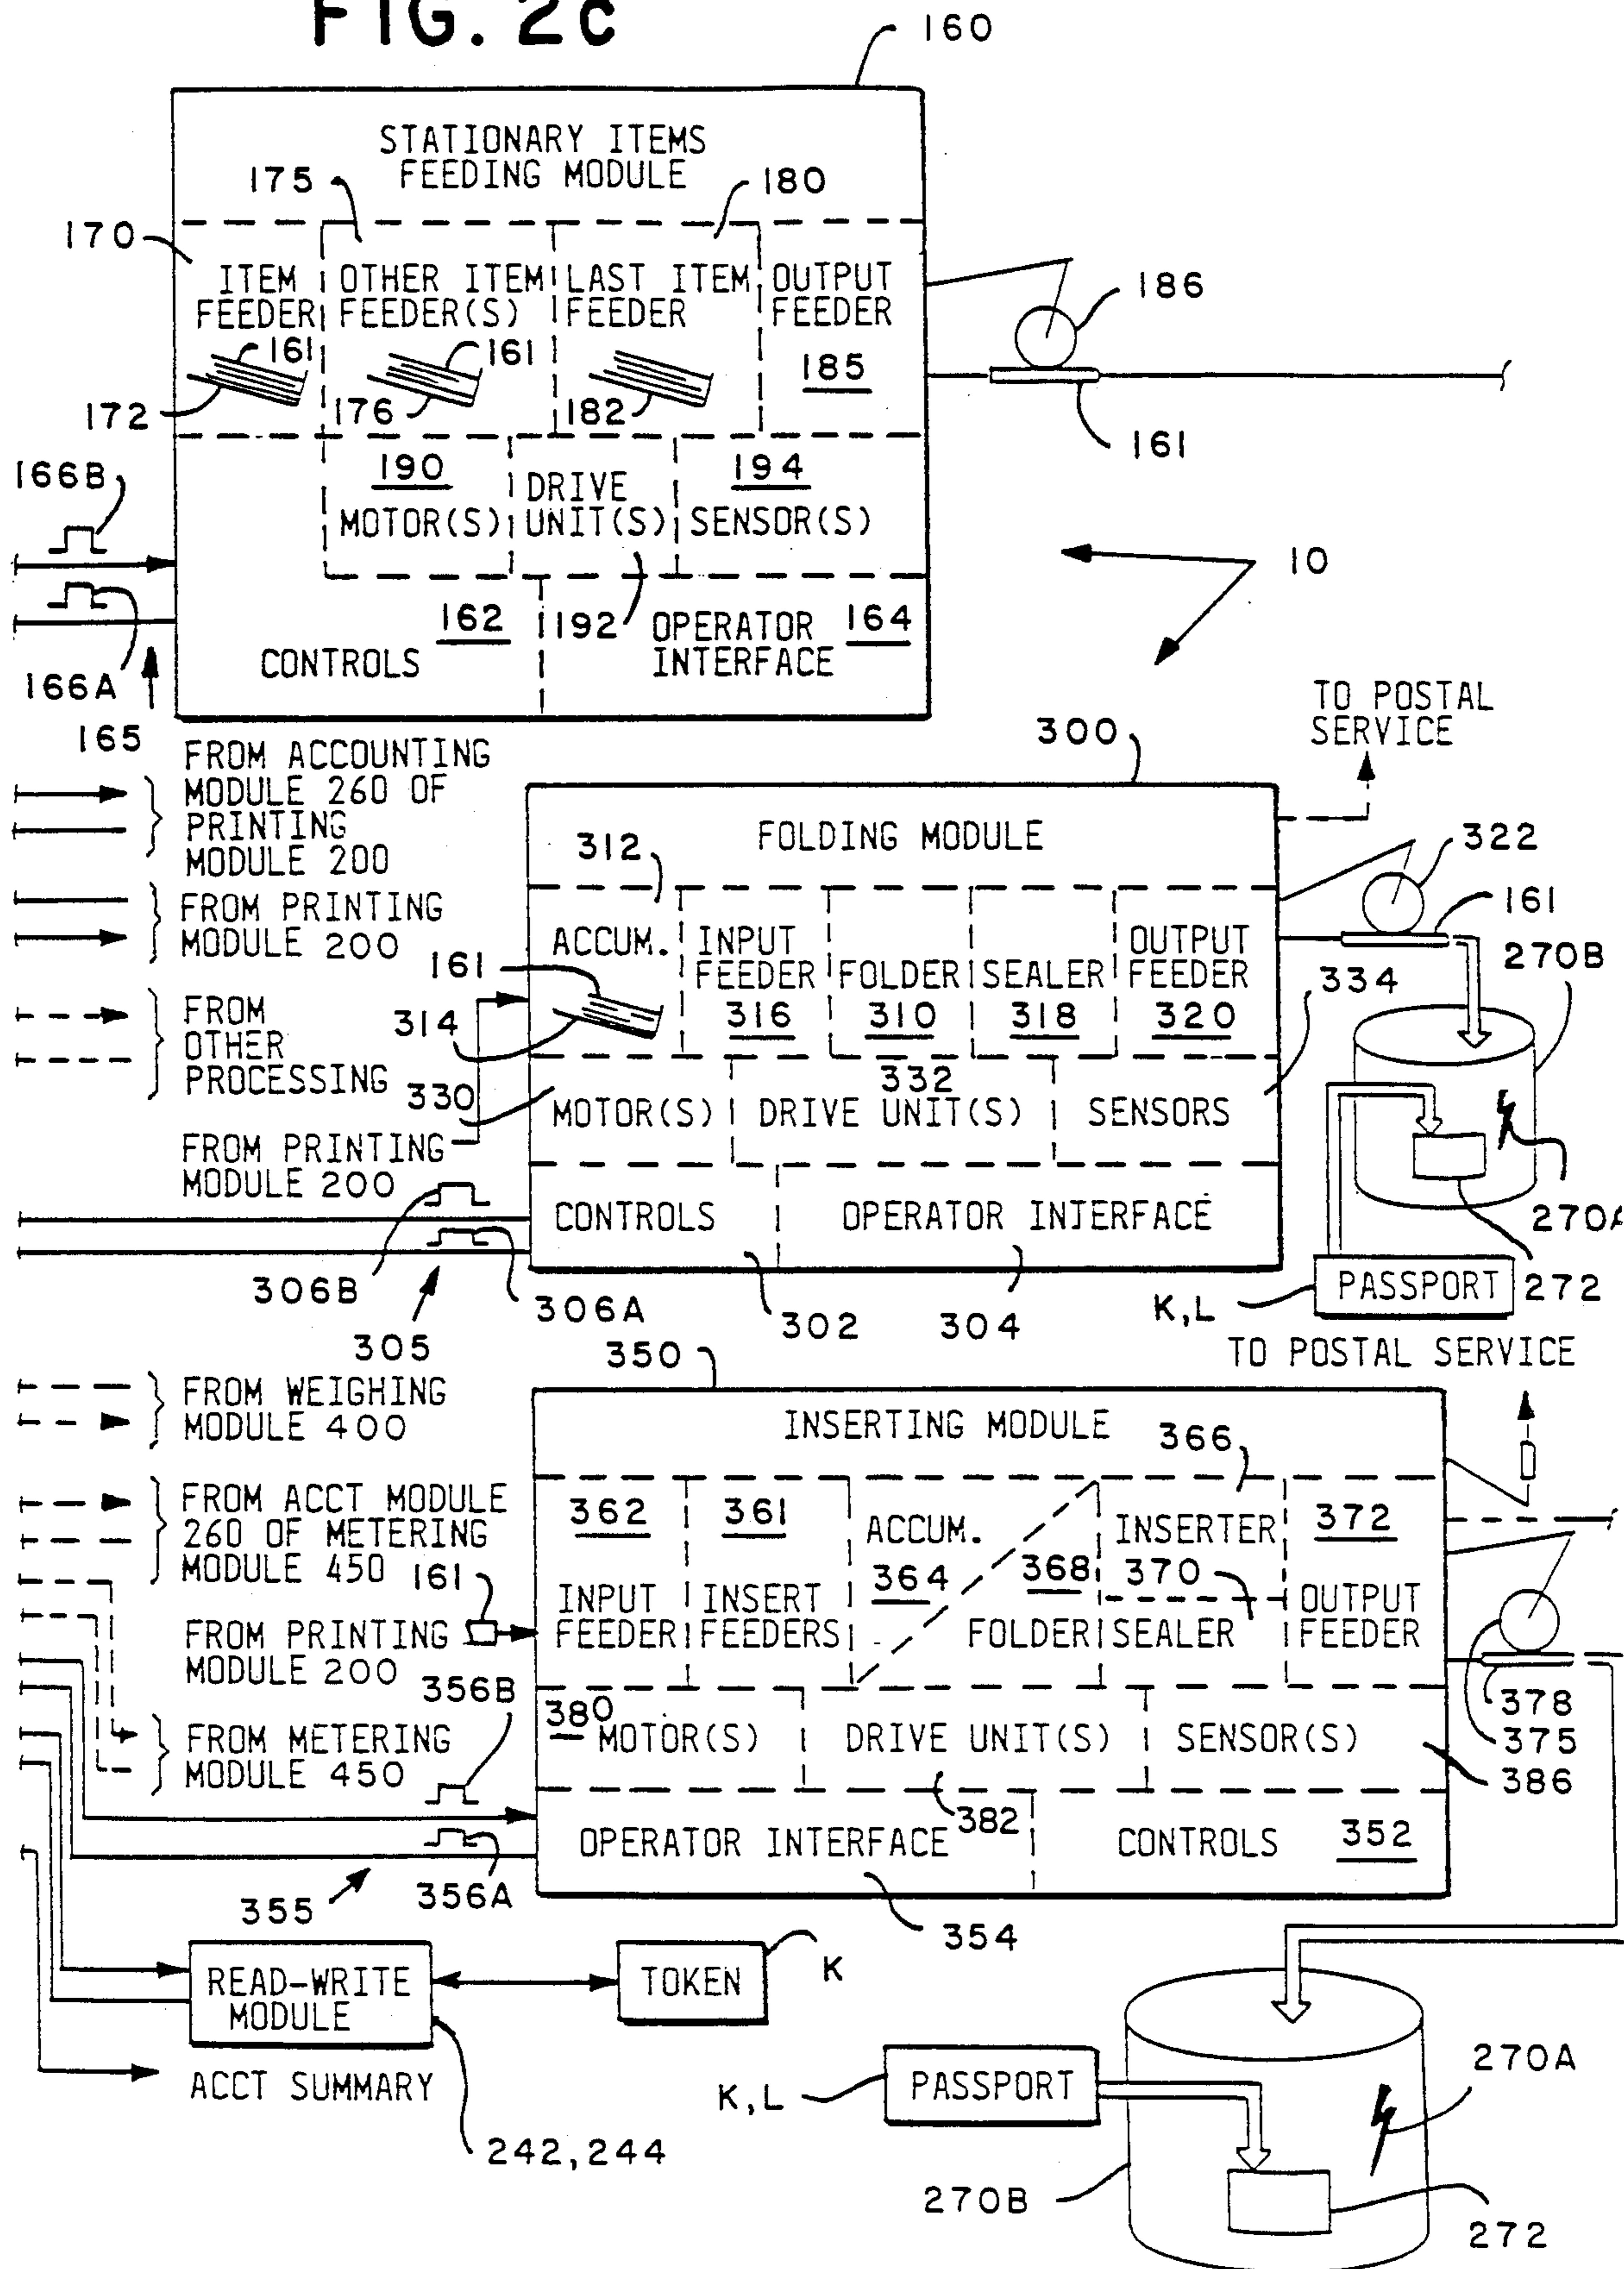 FIG. 2c
160
STATIONARY ITEMS
FEEDING MODULE
175
180
170
ITEM
FEEDER
OTHER ITEM
FEEDER(S)
LAST ITEM
FEEDER
OUTPUT
FEEDER
185
186
161
161
161
172
176
182
166B
190
MOTOR(S)
DRIVE
UNIT(S)
194
SENSOR(S)
10
162
CONTROLS
192
OPERATOR
INTERFACE
164
166A
165
TO POSTAL
SERVICE
FROM ACCOUNTING
MODULE 260 OF
PRINTING
MODULE 200
300
FOLDING MODULE
312
322
161
FROM PRINTING
MODULE 200
ACCUM.
INPUT
FEEDER
316
FOLDER
310
SEALER
318
OUTPUT
FEEDER
320
161
314
334
270B
FROM
OTHER
PROCESSING
330
MOTOR(S)
332
DRIVE UNIT(S)
SENSORS
FROM PRINTING
MODULE 200
CONTROLS
OPERATOR INTERFACE
270A
272
306B
306A
305
302
304
K,L
PASSPORT
TO POSTAL SERVICE
350
FROM WEIGHING
MODULE 400
INSERTING MODULE
366
FROM ACCT MODULE
260 OF METERING
MODULE 450
161
362
INPUT
FEEDER
361
INSERT
FEEDERS
ACCUM.
364
368
FOLDER
INSERTER
370
SEALER
372
OUTPUT
FEEDER
FROM PRINTING
MODULE 200
356B
378
375
386
FROM METERING
MODULE 450
380
MOTOR(S)
DRIVE UNIT(S)
SENSOR(S)
382
OPERATOR INTERFACE
CONTROLS
352
356A
355
354
READ-WRITE
MODULE
TOKEN
K
ACCT SUMMARY
242,244
K,L
PASSPORT
270A
270B
272